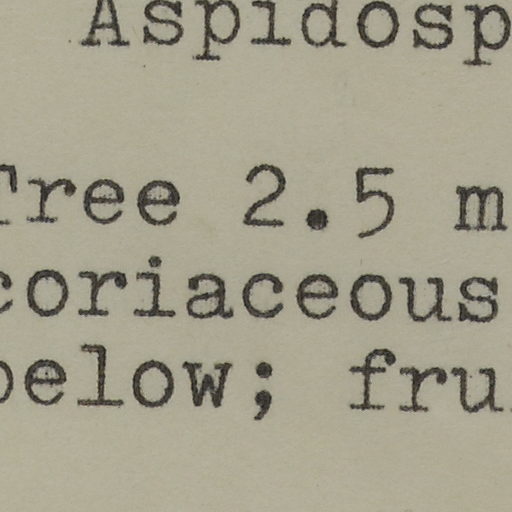 Aspidosp
Tree 2.5 m
coriaceous
below; fru